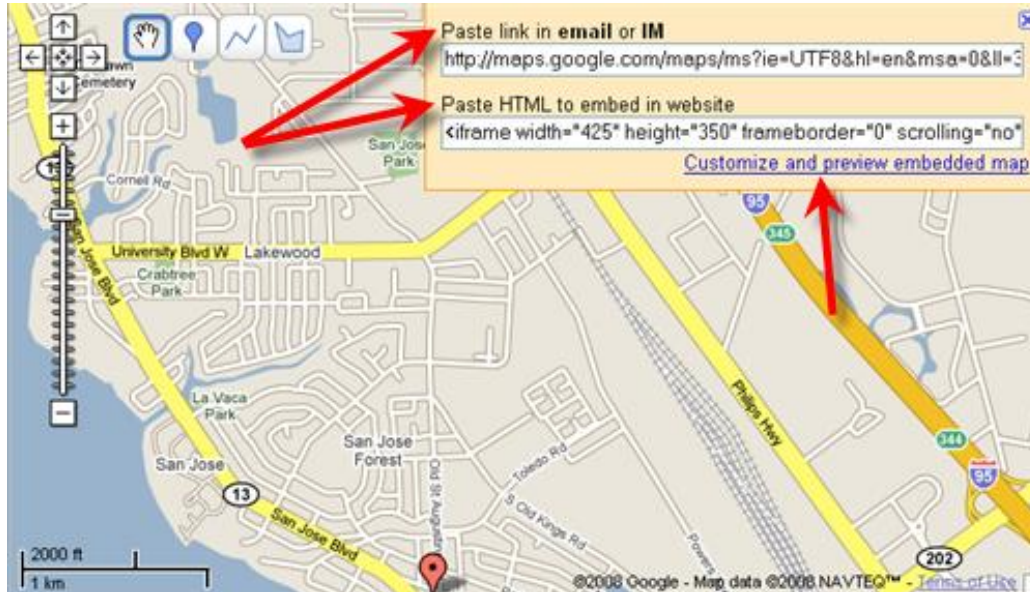 Paste link in email or IM
http://maps.google.com/maps/ms?ie=UTF8&hl=en&msa=0&ll=3
Paste HTML to embed in website
<iframe width="425" height="350" frameborder="0" scrolling="no"
Customize and preview embedded map
Cemetery
San Jose
Park
Cornell Rd
95
345
University Blvd W
Lakewood
Crabtree
Park
San Jose Blvd
La Vaca
Park
Philips Hwy
San Jose
Forest
344
San Jose
Toledo Rd
95
13
Old St Augustine
S Old Kings Rd
San Jose Blvd
Powers
202
2000 ft
1 km
©2008 Google - Map data ©2008 NAVTEQ™ - Terms of Use